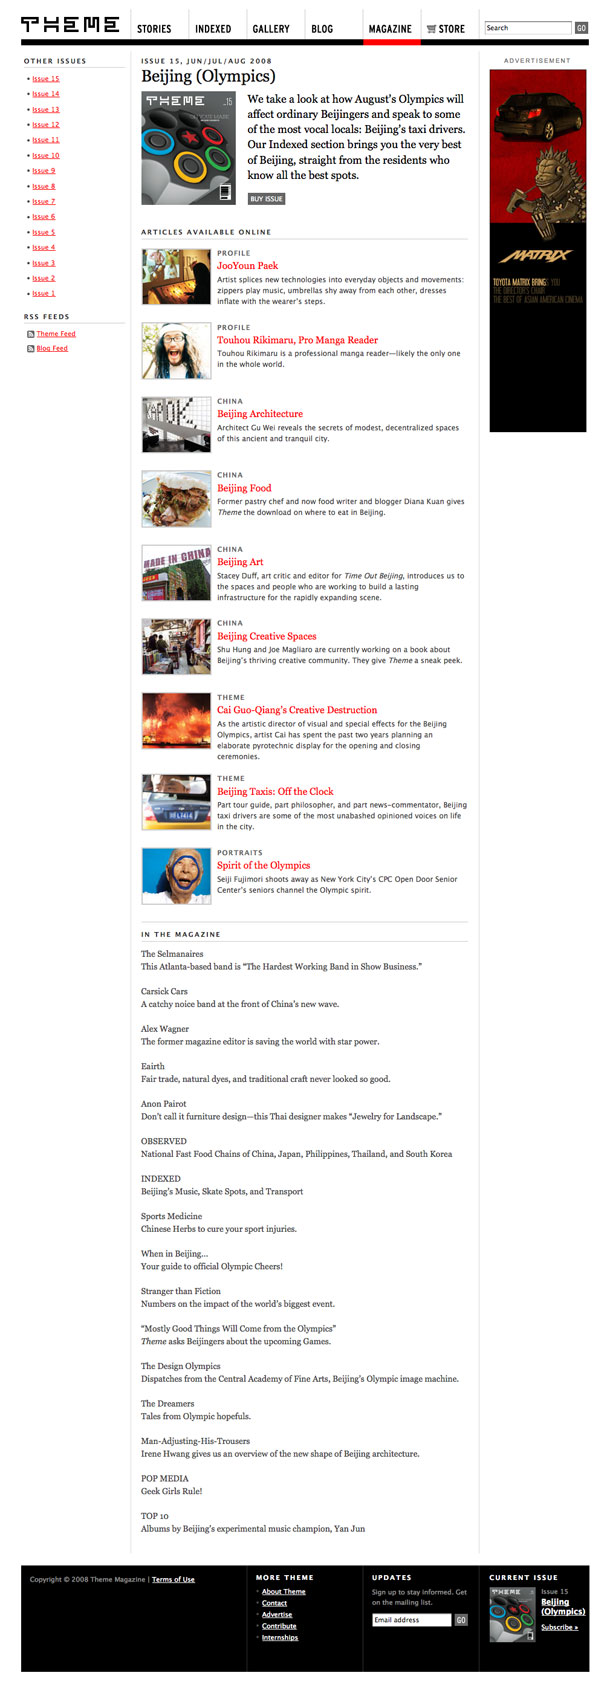 THEME
STORIES
INDEXED
GALLERY
BLOG
MAGAZINE
STORE
Search
GO
OTHER ISSUES
Issue 15
Issue 14
Issue 13
Issue 12
Issue 11
Issue 10
Issue 9
Issue 8
Issue 7
Issue 6
Issue 5
Issue 4
Issue 3
Issue 2
Issue 1
RSS FEEDS
Theme Feed
Blog Feed
ISSUE 15, JUN/JUL/AUG 2008
Beijing (Olympics)
THEME 15
We take a look at how August's Olympics will
affect ordinary Beijingers and speak to some
of the most vocal locals: Beijing's taxi drivers.
Our Indexed section brings you the very best
of Beijing, straight from the residents who
know all the best spots.
BUY ISSUE
ARTICLES AVAILABLE ONLINE
PROFILE
JooYoun Paek
Artist splices new technologies into everyday objects and movements:
zippers play music, umbrellas shy away from each other, dresses
inflate with the wearer's steps.
PROFILE
Touhou Rikimaru, Pro Manga Reader
Touhou Rikimaru is a professional manga reader—likely the only one
in the whole world.
CHINA
Beijing Architecture
Architect Gu Wei reveals the secrets of modest, decentralized spaces
of this ancient and tranquil city.
CHINA
Beijing Food
Former pastry chef and now food writer and blogger Diana Kuan gives
Theme the download on where to eat in Beijing.
MADE IN CHINA
CHINA
Beijing Art
Stacey Duff, art critic and editor for Time Out Beijing, introduces us to
the spaces and people who are working to build a lasting
infrastructure for the rapidly expanding scene.
CHINA
Beijing Creative Spaces
Shu Hung and Joe Magliaro are currently working on a book about
Beijing's thriving creative community. They give Theme a sneak peek.
THEME
Cai Guo-Qiang's Creative Destruction
As the artistic director of visual and special effects for the Beijing
Olympics, artist Cai has spent the past two years planning an
elaborate pyrotechnic display for the opening and closing
ceremonies.
THEME
Beijing Taxis: Off the Clock
Part tour guide, part philosopher, and part news-commentator, Beijing
taxi drivers are some of the most unabashed opinioned voices on life
in the city.
PORTRAITS
Spirit of the Olympics
Seiji Fujimori shoots away as New York City's CPC Open Door Senior
Center's seniors channel the Olympic spirit.
IN THE MAGAZINE
The Selmanaires
This Atlanta-based band is “The Hardest Working Band in Show Business.”
Carsick Cars
A catchy noice band at the front of China's new wave.
Alex Wagner
The former magazine editor is saving the world with star power.
Eairth
Fair trade, natural dyes, and traditional craft never looked so good.
Anon Pairot
Don't call it furniture design—this Thai designer makes “Jewelry for Landscape.”
OBSERVED
National Fast Food Chains of China, Japan, Philippines, Thailand, and South Korea
INDEXED
Beijing's Music, Skate Spots, and Transport
Sports Medicine
Chinese Herbs to cure your sport injuries.
When in Beijing...
Your guide to official Olympic Cheers!
Stranger than Fiction
Numbers on the impact of the world's biggest event.
“Mostly Good Things Will Come from the Olympics”
Theme asks Beijingers about the upcoming Games.
The Design Olympics
Dispatches from the Central Academy of Fine Arts, Beijing's Olympic image machine.
The Dreamers
Tales from Olympic hopefuls.
Man-Adjusting-His-Trousers
Irene Hwang gives us an overview of the new shape of Beijing architecture.
POP MEDIA
Geek Girls Rule!
TOP 10
Albums by Beijing's experimental music champion, Yan Jun
ADVERTISEMENT
MATRIX
TOYOTA MATRIX BRINGS YOU
THE DIRECTOR'S CHAIR
THE BEST OF ASIAN AMERICAN CINEMA
Copyright © 2008 Theme Magazine | Terms of Use
MORE THEME
About Theme
Contact
Advertise
Contribute
Internships
UPDATES
Sign up to stay informed. Get
on the mailing list.
Email address
GO
CURRENT ISSUE
THEME
Issue 15
Beijing
(Olympics)
Subscribe »